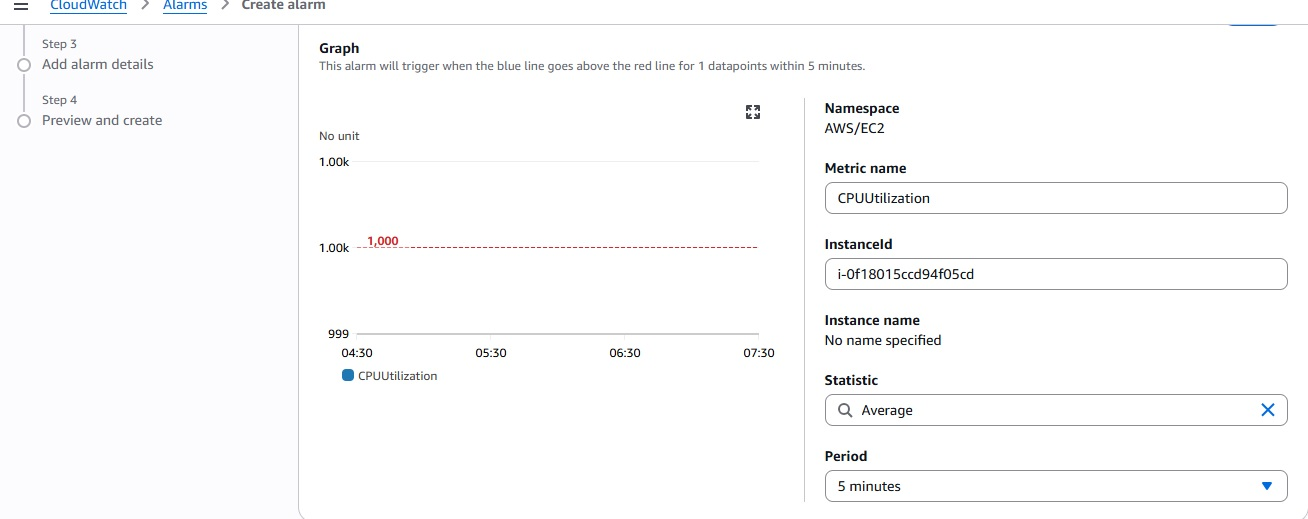 CloudWatch > Alarms > Create alarm
Step 3
Add alarm details
Step 4
Preview and create
Graph
This alarm will trigger when the blue line goes above the red line for 1 datapoints within 5 minutes.
No unit
1.00k
1,000
1.00k
999
04:30 05:30 06:30 07:30
CPUUtilization
Namespace
AWS/EC2
Metric name
CPUUtilization
InstanceId
i-0f18015ccd94f05cd
Instance name
No name specified
Statistic
Average
Period
5 minutes